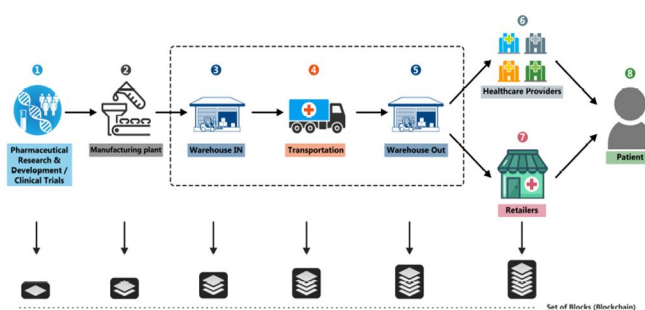 1
2
3
4
5
6
7
8
Pharmaceutical
Research &
Development /
Clinical Trials
Manufacturing plant
Warehouse IN
Transportation
Warehouse Out
Healthcare Providers
Retailers
Patient
Set of Blocks (Blockchain)